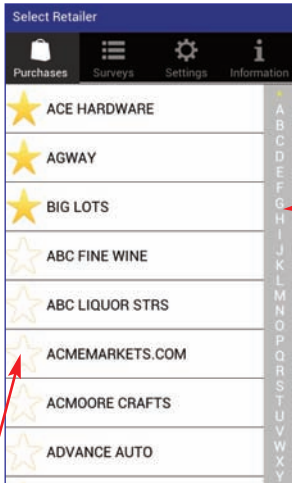 Select Retailer
Purchases Surveys Settings Information
ACE HARDWARE
AGWAY
BIG LOTS
ABC FINE WINE
ABC LIQUOR STRS
ACMEMARKETS.COM
ACMOORE CRAFTS
ADVANCE AUTO
*
A
B
C
D
E
F
G
H
I
J
K
L
M
N
O
P
Q
R
S
T
U
V
W
X
Y